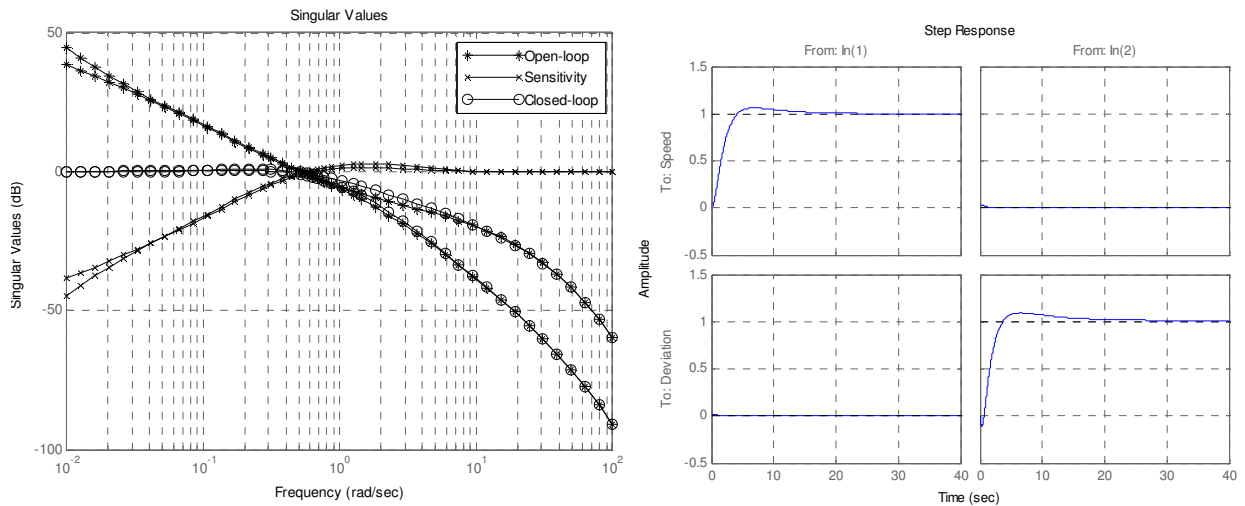 Singular Values
50
0
-50
-100
Singular Values (dB)
Open-loop
Sensitivity
Closed-loop
10^-2
10^-1
10^0
10^1
10^2
Frequency (rad/sec)
Step Response
From: In(1)
From: In(2)
Amplitude
To: Speed
1.5
1
0.5
0
-0.5
To: Deviation
1.5
1
0.5
0
-0.5
0
10
20
30
40
0
10
20
30
40
Time (sec)